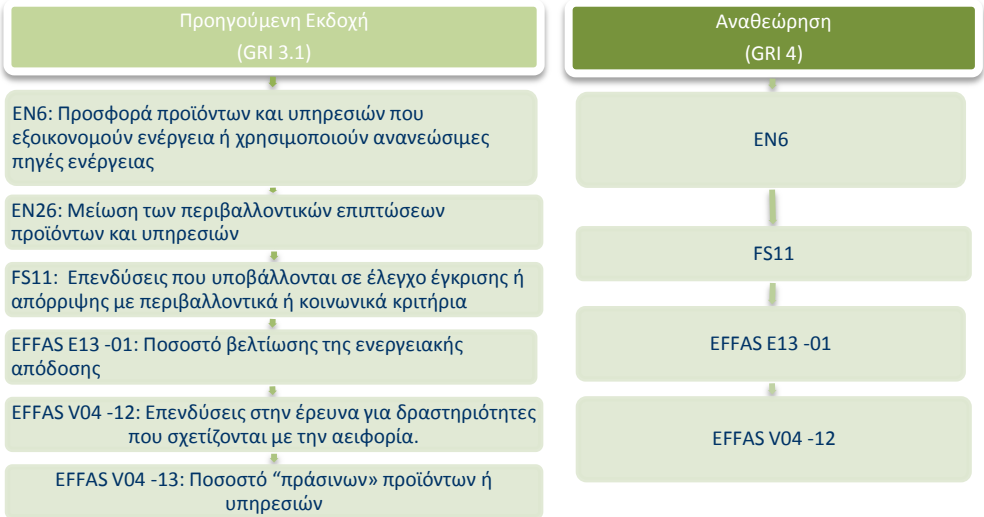 Προηγούμενη Εκδοχή
(GRI 3.1)
EN6: Προσφορά προϊόντων και υπηρεσιών που
εξοικονομούν ενέργεια ή χρησιμοποιούν ανανεώσιμες
πηγές ενέργειας
EN26: Μείωση των περιβαλλοντικών επιπτώσεων
προϊόντων και υπηρεσιών
FS11: Επενδύσεις που υποβάλλονται σε έλεγχο έγκρισης ή
απόρριψης με περιβαλλοντικά ή κοινωνικά κριτήρια
EFFAS E13 -01: Ποσοστό βελτίωσης της ενεργειακής
απόδοσης
EFFAS V04 -12: Επενδύσεις στην έρευνα για δραστηριότητες
που σχετίζονται με την αειφορία.
EFFAS V04 -13: Ποσοστό “πράσινων» προϊόντων ή
υπηρεσιών
Αναθεώρηση
(GRI 4)
EN6
FS11
EFFAS E13 -01
EFFAS V04 -12